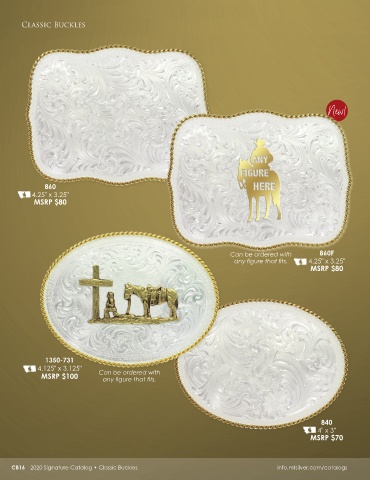 Classic Buckles
New!
ANY
FIGURE
HERE
860
4.25" x 3.25"
MSRP $80
Can be ordered with
any figure that fits.
860F
4.25" x 3.25"
MSRP $80
1350-731
4.125" x 3.125"
MSRP $100
Can be ordered with
any figure that fits.
840
4" x 3"
MSRP $70
CB16 2020 Signature Catalog • Classic Buckles
info.mtsilver.com/catalogs